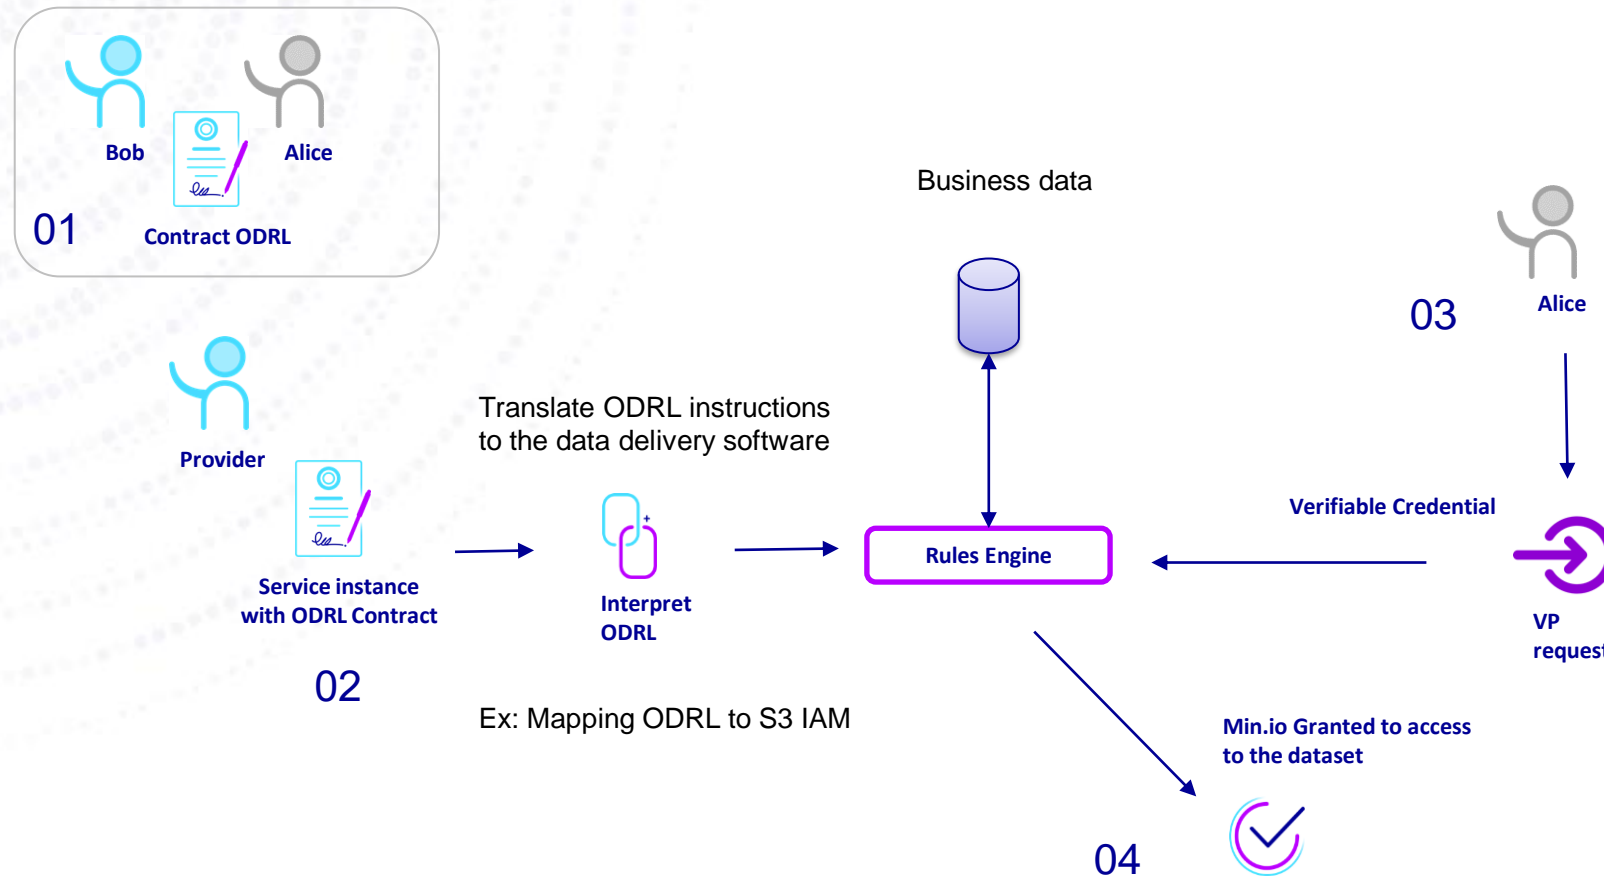 Bob
Alice
01
Contract ODRL
Business data
03
Alice
Provider
Translate ODRL instructions
to the data delivery software
Verifiable Credential
Rules Engine
Service instance
with ODRL Contract
Interpret
ODRL
VP
request
02
Ex: Mapping ODRL to S3 IAM
Min.io Granted to access
to the dataset
04